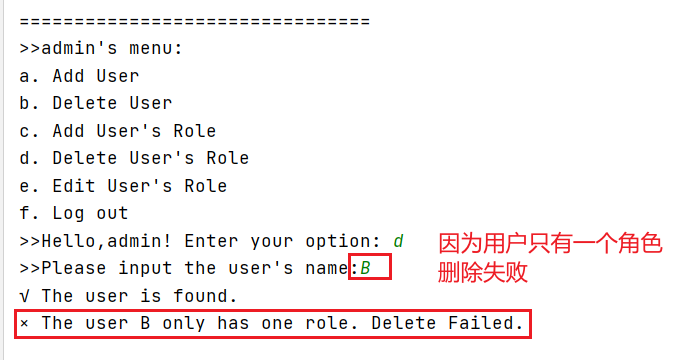 ================================
>>admin's menu:
a. Add User
b. Delete User
c. Add User's Role
d. Delete User's Role
e. Edit User's Role
f. Log out
>>Hello,admin! Enter your option: d
>>Please input the user's name:B
√ The user is found.
× The user B only has one role. Delete Failed.
因为用户只有一个角色
删除失败